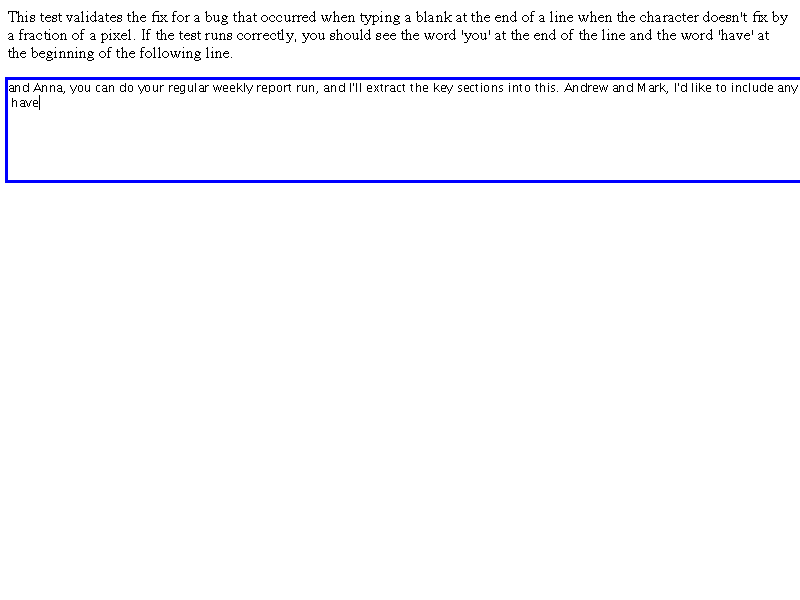 This test validates the fix for a bug that occurred when typing a blank at the end of a line when the character doesn't fix by
a fraction of a pixel. If the test runs correctly, you should see the word 'you' at the end of the line and the word 'have' at
the beginning of the following line.
and Anna, you can do your regular weekly report run, and I'll extract the key sections into this. Andrew and Mark, I'd like to include any
have